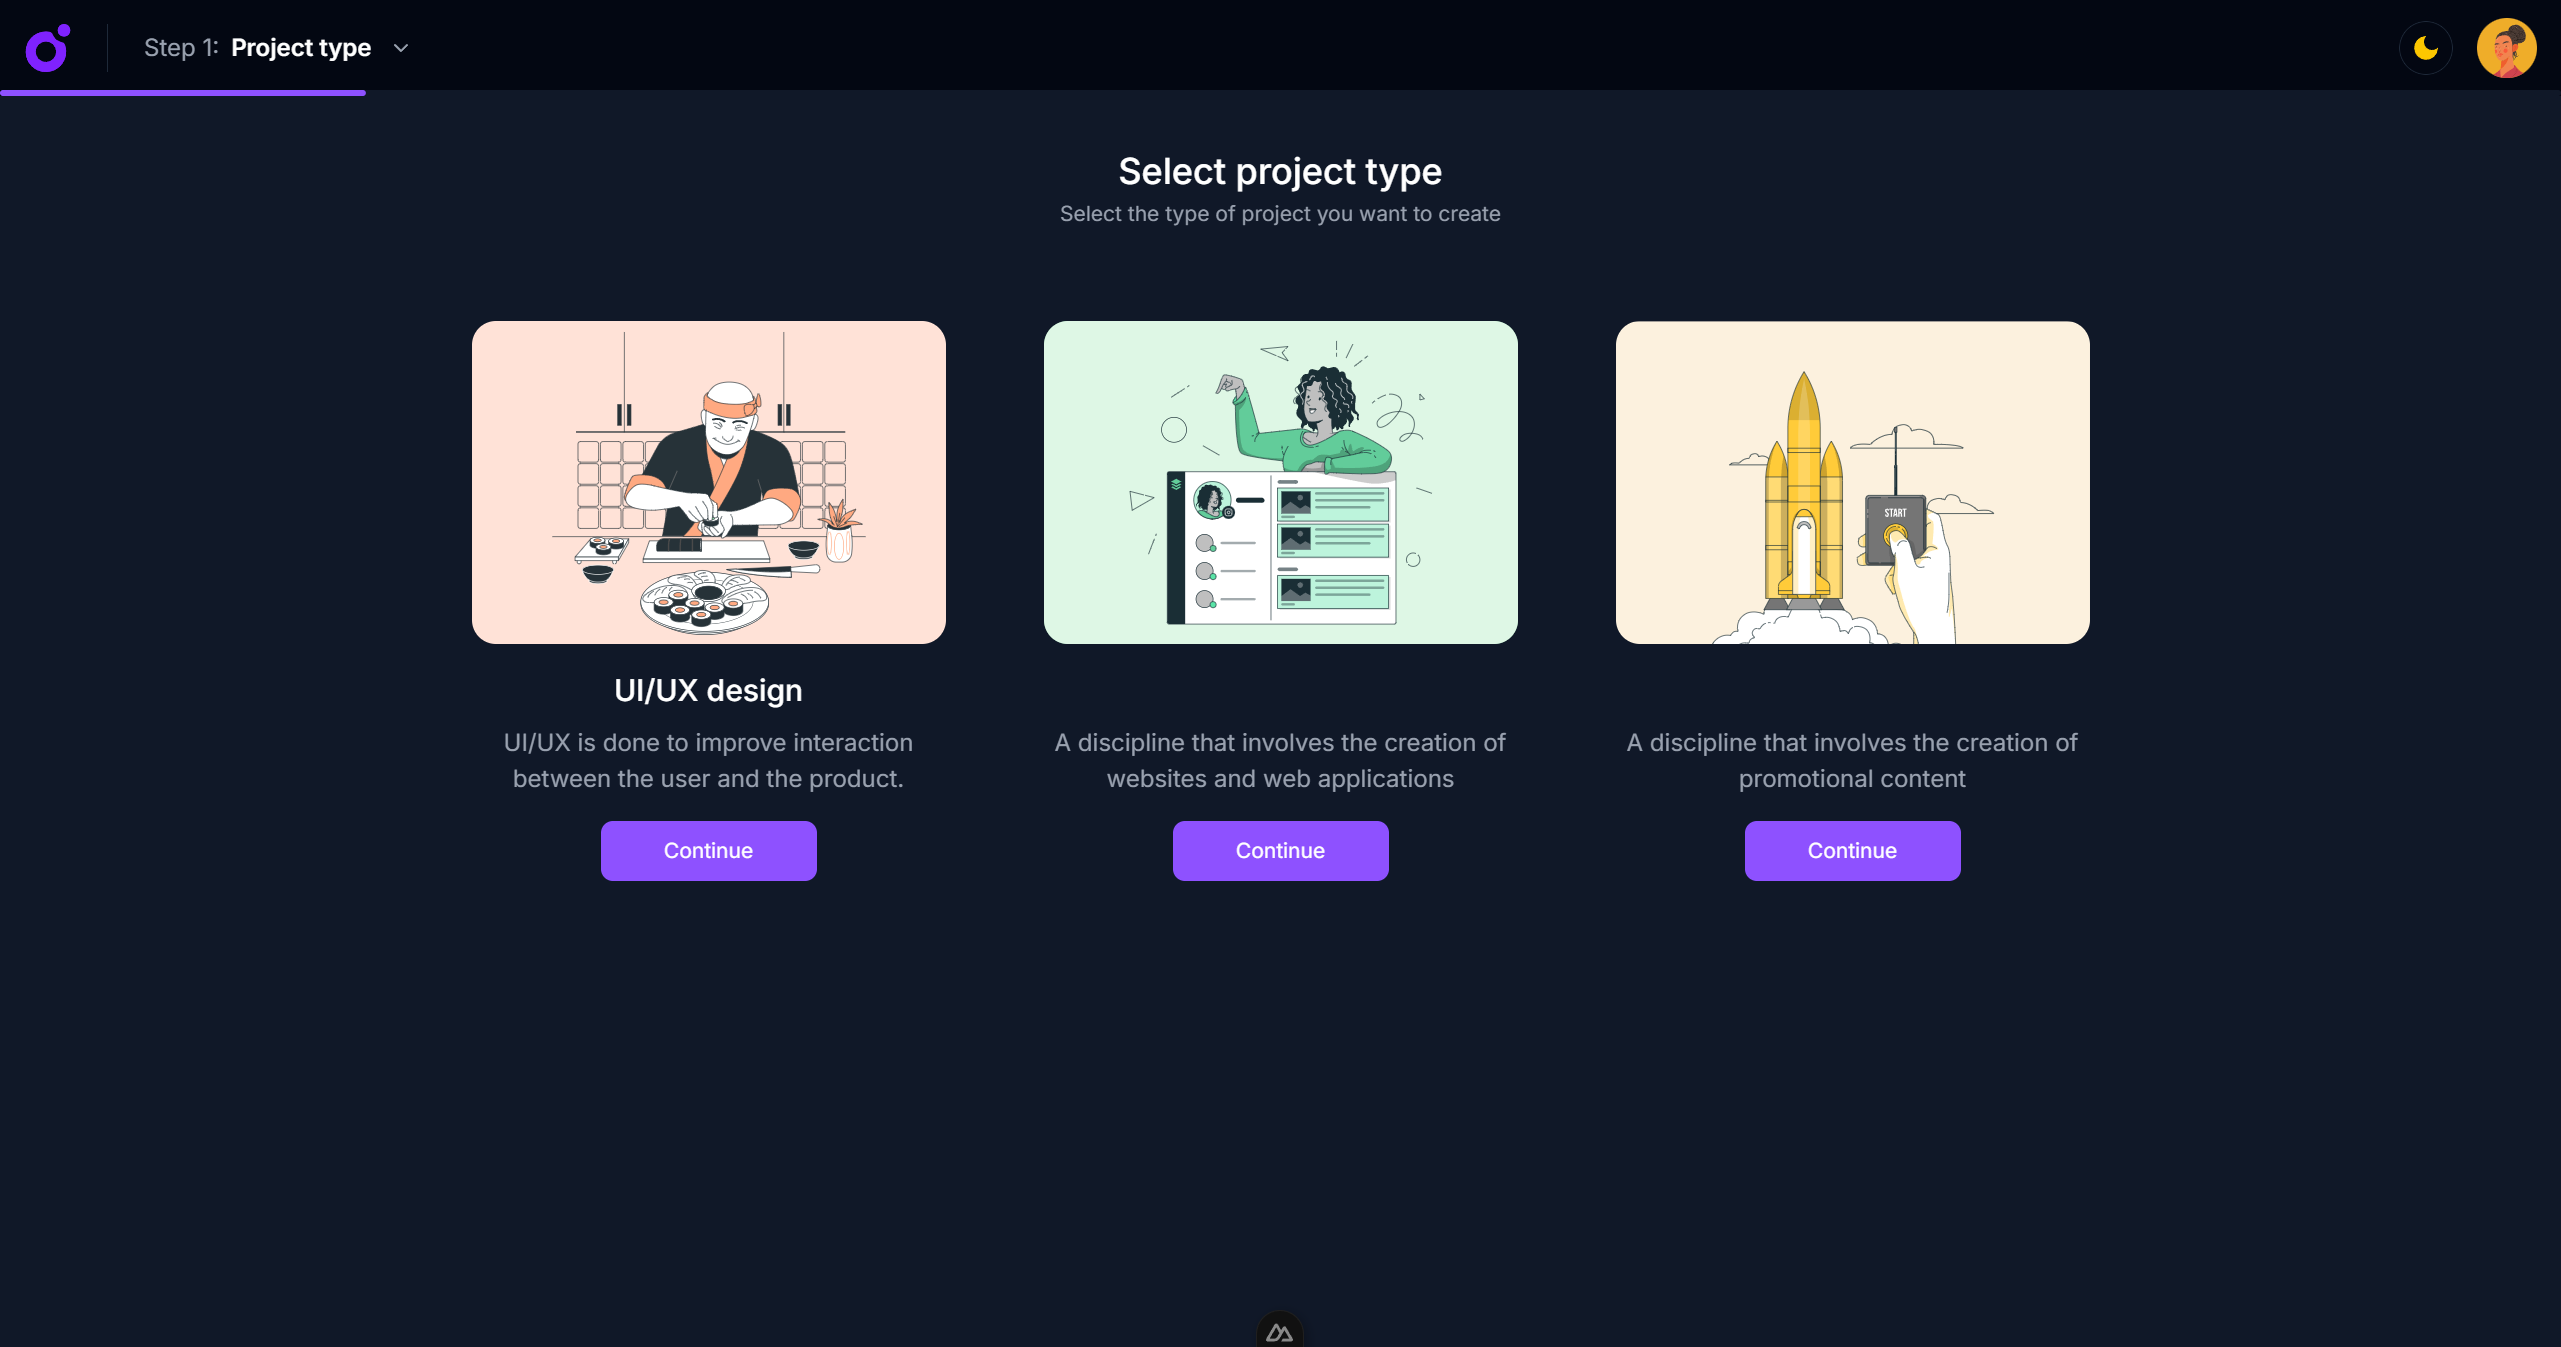 Step 1: Project type
Select project type
Select the type of project you want to create
START
UI/UX design
UI/UX is done to improve interaction
between the user and the product.
Continue
A discipline that involves the creation of
websites and web applications
Continue
A discipline that involves the creation of
promotional content
Continue